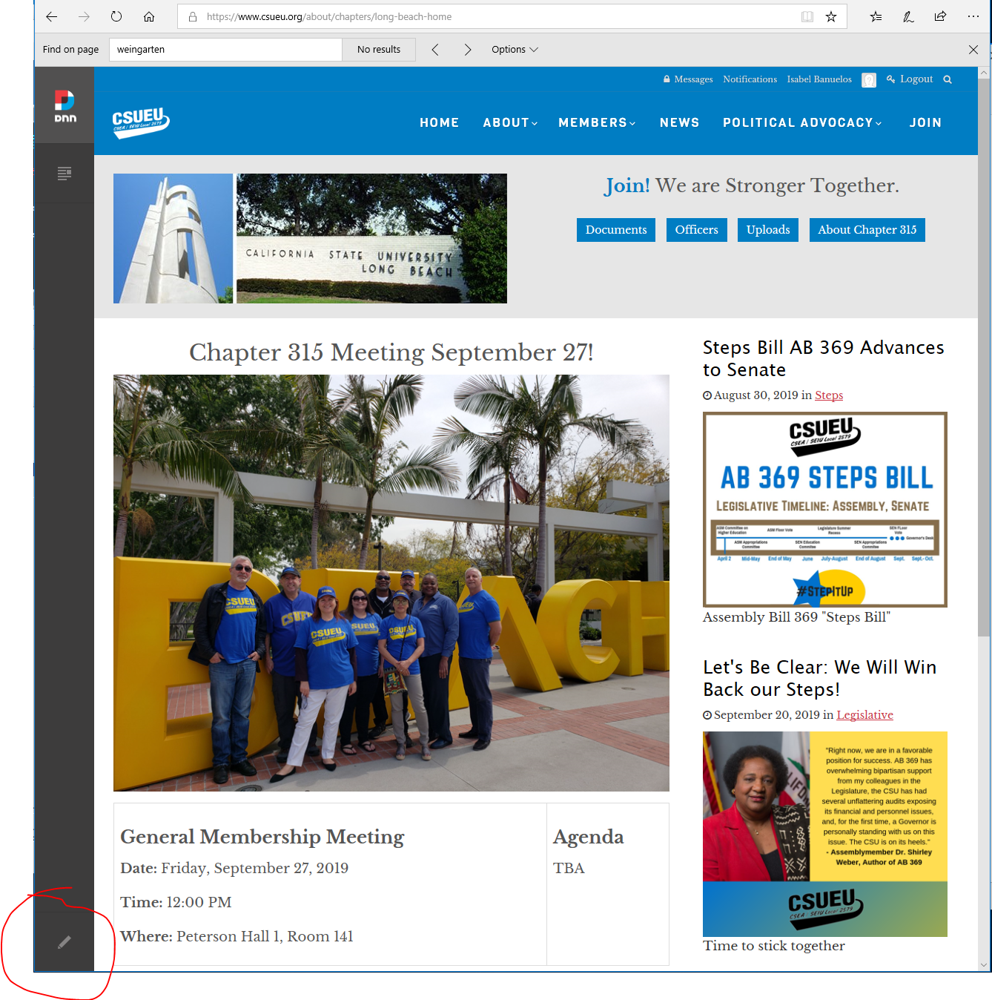 https://www.csueu.org/about/chapters/long-beach-home
Find on page weingarten No results Options
Messages Notifications Isabel Banuelos Logout
DNN
CSUEU
CSEA / SEIU Local 2579
HOME ABOUT MEMBERS NEWS POLITICAL ADVOCACY JOIN
CALIFORNIA STATE UNIVERSITY
LONG BEACH
Join! We are Stronger Together.
Documents Officers Uploads About Chapter 315
Chapter 315 Meeting September 27!
BEACH
CSUEU
CSUEU
CSUEU
CSUEU
CSUEU
CSUEU
General Membership Meeting
Date: Friday, September 27, 2019
Time: 12:00 PM
Where: Peterson Hall 1, Room 141
Agenda
TBA
Steps Bill AB 369 Advances
to Senate
August 30, 2019 in Steps
CSUEU
CSEA / SEIU Local 2579
AB 369 STEPS BILL
LEGISLATIVE TIMELINE: ASSEMBLY, SENATE
ASM Committee on
Higher Education
ASM Floor Vote
Legislature Summer
Recess
SEN FLoor
Vote
Governor's Desk
ASM Appropriations
Committee
SEN Education
Commitee
SEN Appropriations
Committee
April 2 Mid-May End of May June July-August End of August Sept. Sept.- Oct.
#STEPITUP
Assembly Bill 369 "Steps Bill"
Let's Be Clear: We Will Win
Back our Steps!
September 20, 2019 in Legislative
"Right now, we are in a favorable
position for success. AB 369 has
overwhelming bipartisan support
from my colleagues in the
Legislature, the CSU has had
several unflattering audits exposing
its financial and personnel issues,
and, for the first time, a Governor is
personally standing with us on this
issue. The CSU is on its heels."
- Assemblymember Dr. Shirley
Weber, Author of AB 369
CSUEU
CSEA / SEIU Local 2579
Time to stick together